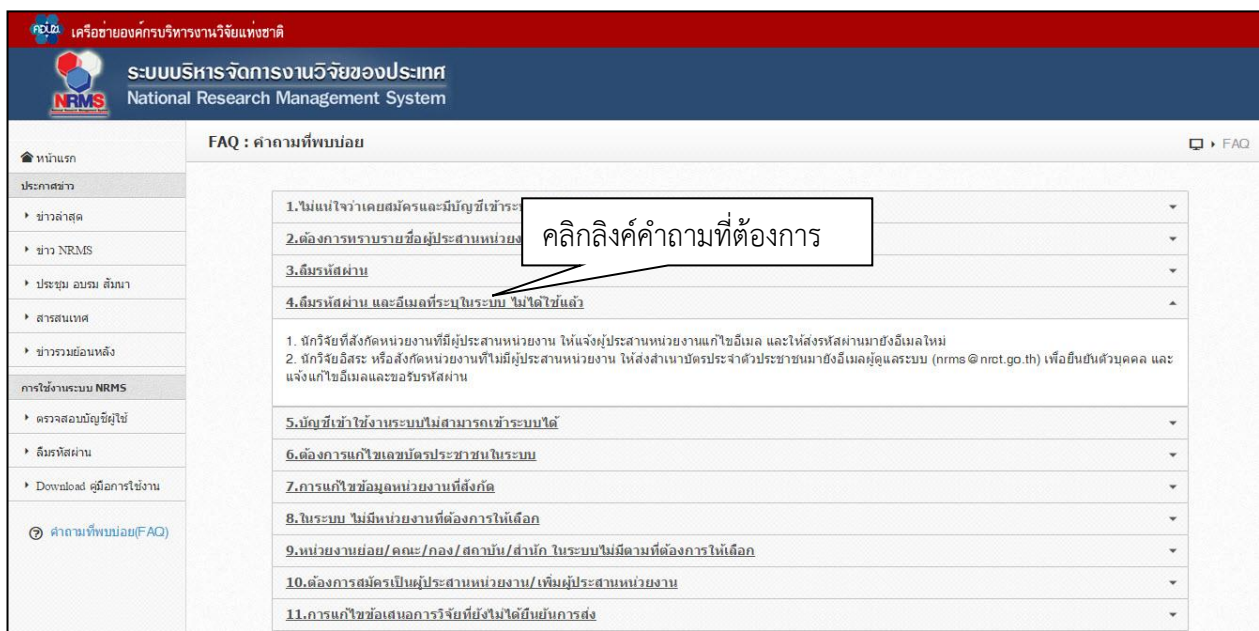 คอบช เครือข่ายองค์กรบริหารงานวิจัยแห่งชาติ
ระบบบริหารจัดการงานวิจัยของประเทศ
NRMS National Research Management System
FAQ : คำถามที่พบบ่อย
FAQ
หน้าแรก
ประกาศข่าว
ข่าวล่าสุด
ข่าว NRMS
ประชุม อบรม สัมนา
สารสนเทศ
ข่าวรวมย้อนหลัง
การใช้งานระบบ NRMS
ตรวจสอบบัญชีผู้ใช้
ลืมรหัสผ่าน
Download คู่มือการใช้งาน
คำถามที่พบบ่อย(FAQ)
1.ไม่แน่ใจว่าเคยสมัครและมีบัญชีเข้าระ
คลิกลิงค์คำถามที่ต้องการ
2.ต้องการทราบรายชื่อผู้ประสานหน่วยง
3.ลืมรหัสผ่าน
4.ลืมรหัสผ่าน และอีเมลที่ระบุในระบบ ไม่ได้ใช้แล้ว
1. นักวิจัยที่สังกัดหน่วยงานที่มีผู้ประสานหน่วยงาน ให้แจ้งผู้ประสานหน่วยงานแก้ไขอีเมล และให้ส่งรหัสผ่านมายังอีเมลใหม่
2. นักวิจัยอิสระ หรือสังกัดหน่วยงานที่ไม่มีผู้ประสานหน่วยงาน ให้ส่งสำเนาบัตรประจำตัวประชาชนมายังอีเมลผู้ดูแลระบบ (nrms@nrct.go.th) เพื่อยืนยันตัวบุคคล และ
แจ้งแก้ไขอีเมลและขอรับรหัสผ่าน
5.บัญชีเข้าใช้งานระบบไม่สามารถเข้าระบบได้
6.ต้องการแก้ไขเลขบัตรประชาชนในระบบ
7.การแก้ไขข้อมูลหน่วยงานที่สังกัด
8.ในระบบ ไม่มีหน่วยงานที่ต้องการให้เลือก
9.หน่วยงานย่อย/คณะ/กอง/สถาบัน/สำนัก ในระบบไม่มีตามที่ต้องการให้เลือก
10.ต้องการสมัครเป็นผู้ประสานหน่วยงาน/เพิ่มผู้ประสานหน่วยงาน
11.การแก้ไขข้อเสนอการวิจัยที่ยังไม่ได้ยืนยันการส่ง